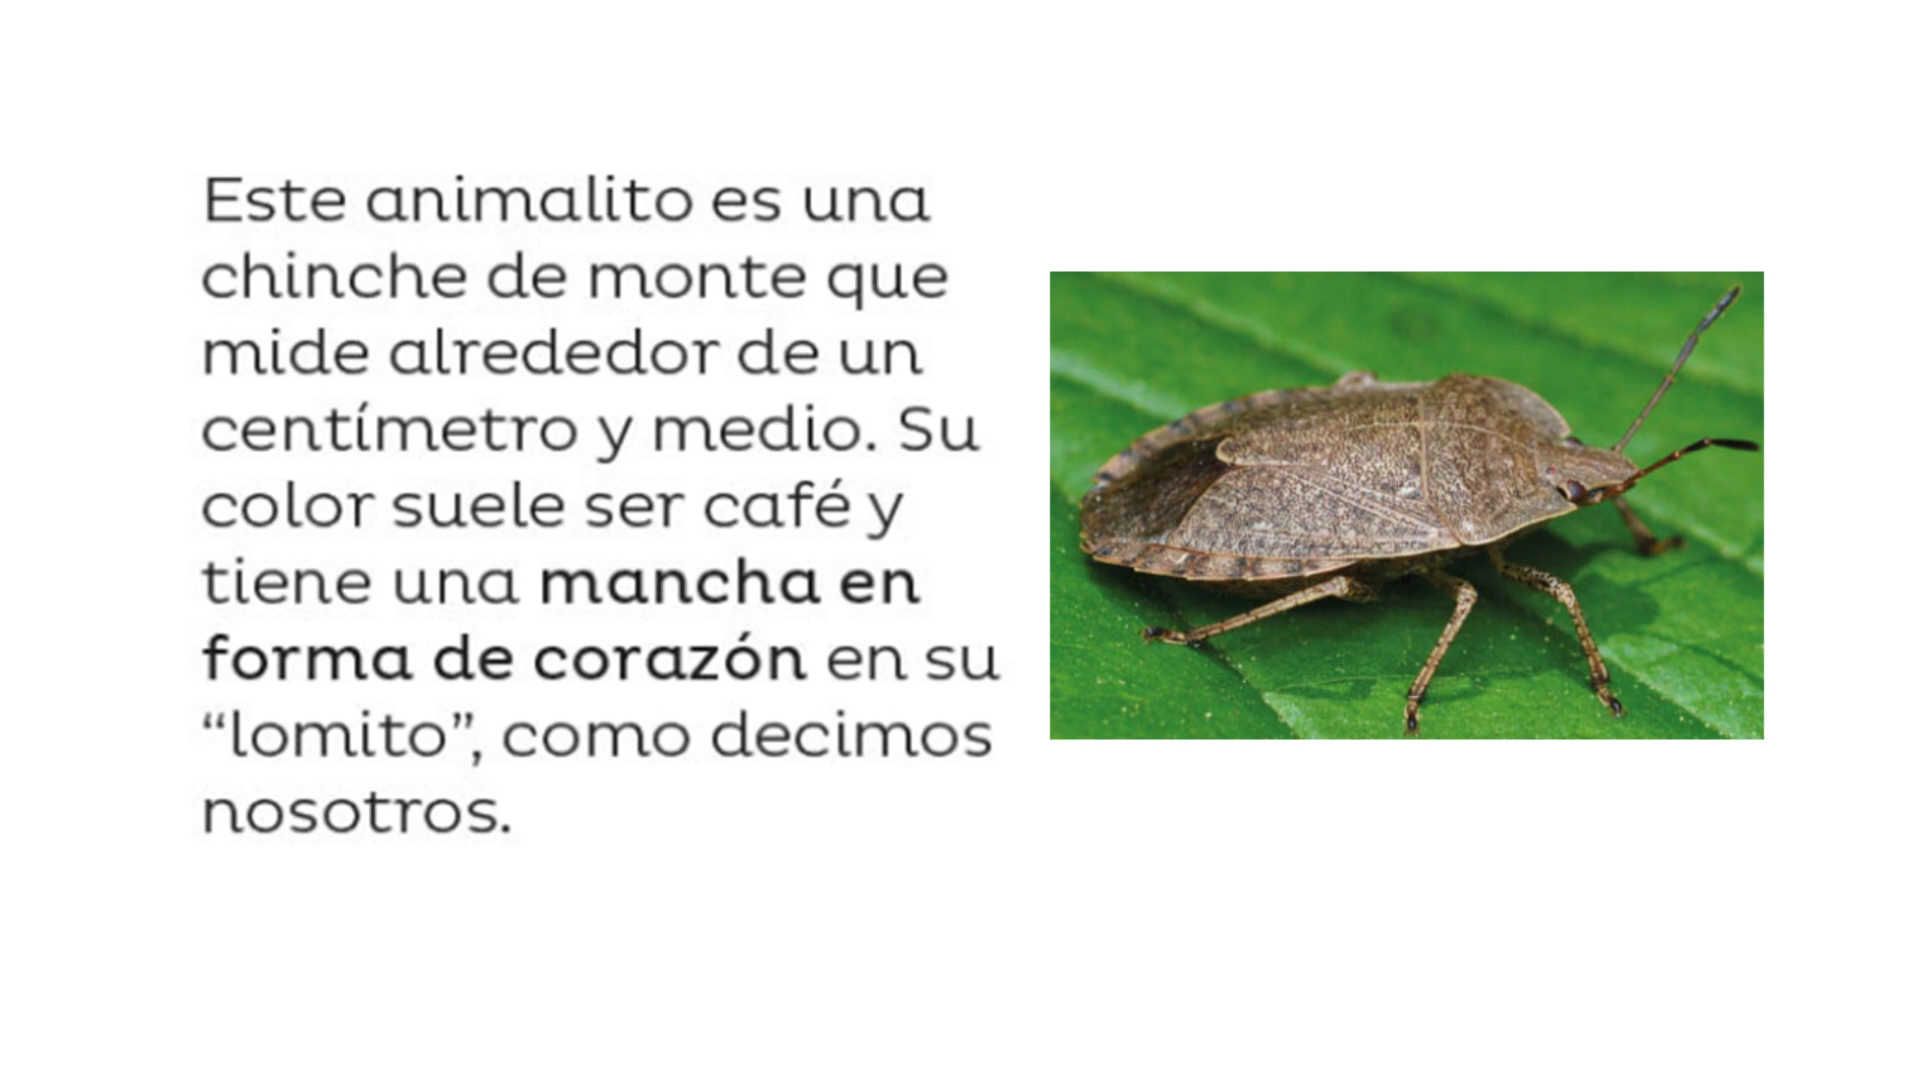 Este animalito es una
chinche de monte que
mide alrededor de un
centímetro y medio. Su
color suele ser café y
tiene una mancha en
forma de corazón en su
“lomito”, como decimos
nosotros.